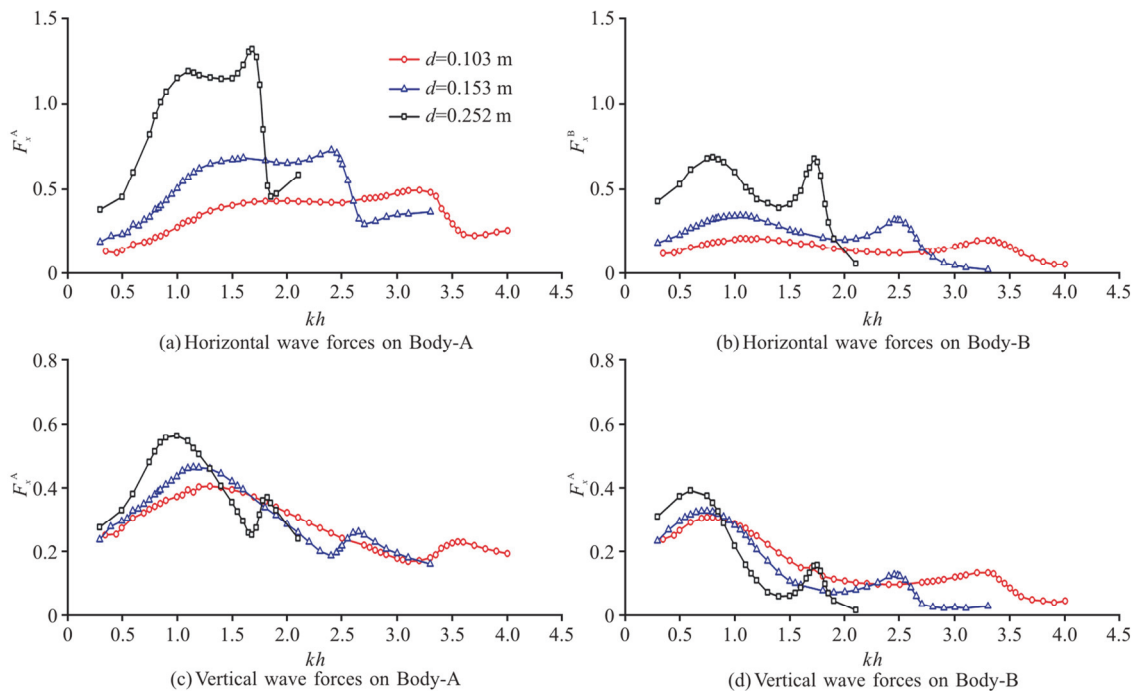 1.5
1.0
0.5
0
F_x^A
d=0.103 m
d=0.153 m
d=0.252 m
0 0.5 1.0 1.5 2.0 2.5 3.0 3.5 4.0 4.5
kh
(a) Horizontal wave forces on Body-A
1.5
1.0
0.5
0
F_x^B
0 0.5 1.0 1.5 2.0 2.5 3.0 3.5 4.0 4.5
kh
(b) Horizontal wave forces on Body-B
0.8
0.6
0.4
0.2
0
F_x^A
0 0.5 1.0 1.5 2.0 2.5 3.0 3.5 4.0 4.5
kh
(c) Vertical wave forces on Body-A
0.8
0.6
0.4
0.2
0
F_x^A
0 0.5 1.0 1.5 2.0 2.5 3.0 3.5 4.0 4.5
kh
(d) Vertical wave forces on Body-B